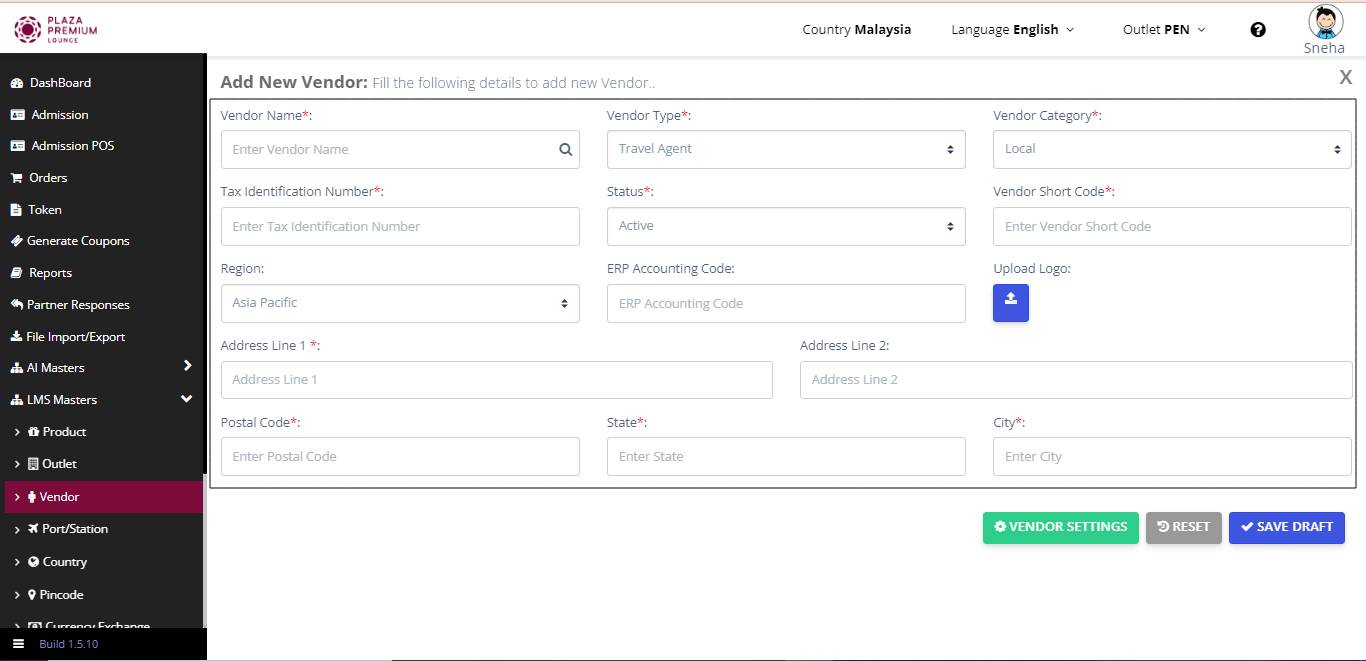 PLAZA
PREMIUM
LOUNGE
Country Malaysia
Language English
Outlet PEN
Sneha
DashBoard
Admission
Admission POS
Orders
Token
Generate Coupons
Reports
Partner Responses
File Import/Export
AI Masters
LMS Masters
Product
Outlet
Vendor
Port/Station
Country
Pincode
Currency Exchange
Build 1.5.10
Add New Vendor: Fill the following details to add new Vendor..
X
Vendor Name*:
Enter Vendor Name
Vendor Type*:
Travel Agent
Vendor Category*:
Local
Tax Identification Number*:
Enter Tax Identification Number
Status*:
Active
Vendor Short Code*:
Enter Vendor Short Code
Region:
Asia Pacific
ERP Accounting Code:
ERP Accounting Code
Upload Logo:
Address Line 1 *:
Address Line 1
Address Line 2:
Address Line 2
Postal Code*:
Enter Postal Code
State*:
Enter State
City*:
Enter City
VENDOR SETTINGS
RESET
SAVE DRAFT